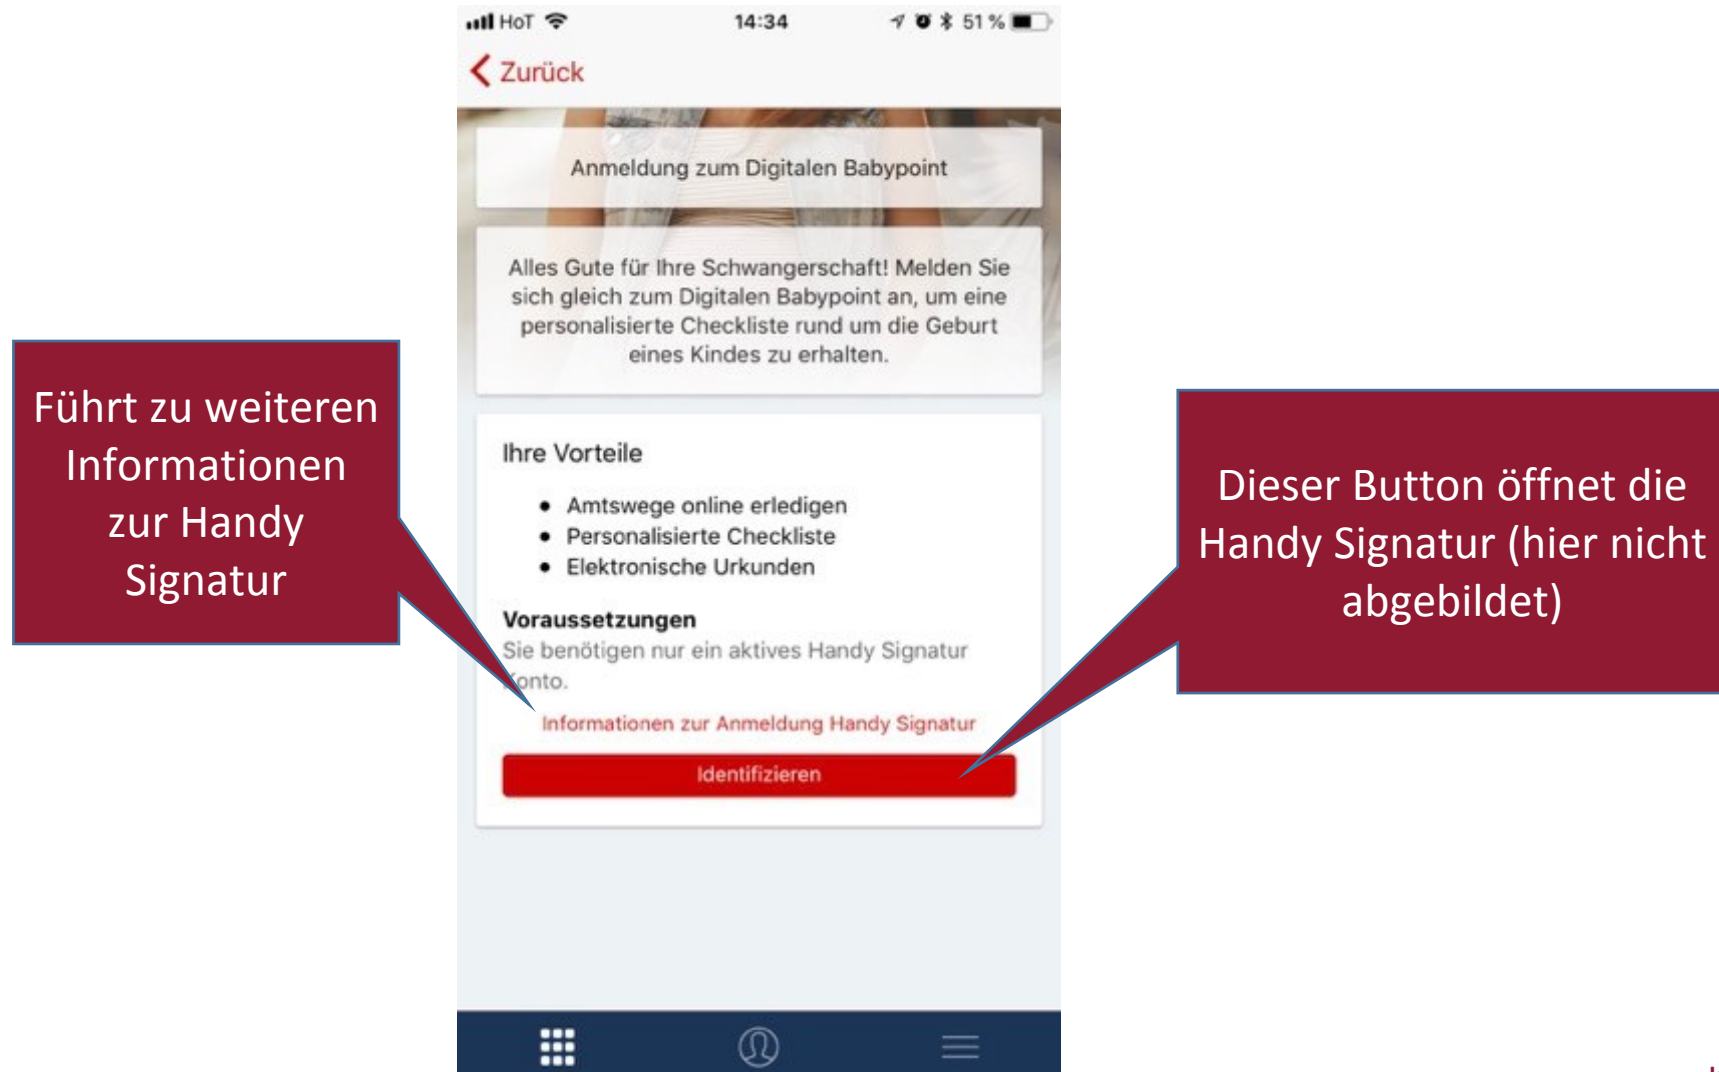 HoT 14:34 51 %
Zurück
Anmeldung zum Digitalen Babypoint
Alles Gute für Ihre Schwangerschaft! Melden Sie
sich gleich zum Digitalen Babypoint an, um eine
personalisierte Checkliste rund um die Geburt
eines Kindes zu erhalten.
Führt zu weiteren
Informationen
zur Handy
Signatur
Ihre Vorteile
• Amtswege online erledigen
• Personalisierte Checkliste
• Elektronische Urkunden
Voraussetzungen
Sie benötigen nur ein aktives Handy Signatur
Konto.
Informationen zur Anmeldung Handy Signatur
Identifizieren
Dieser Button öffnet die
Handy Signatur (hier nicht
abgebildet)